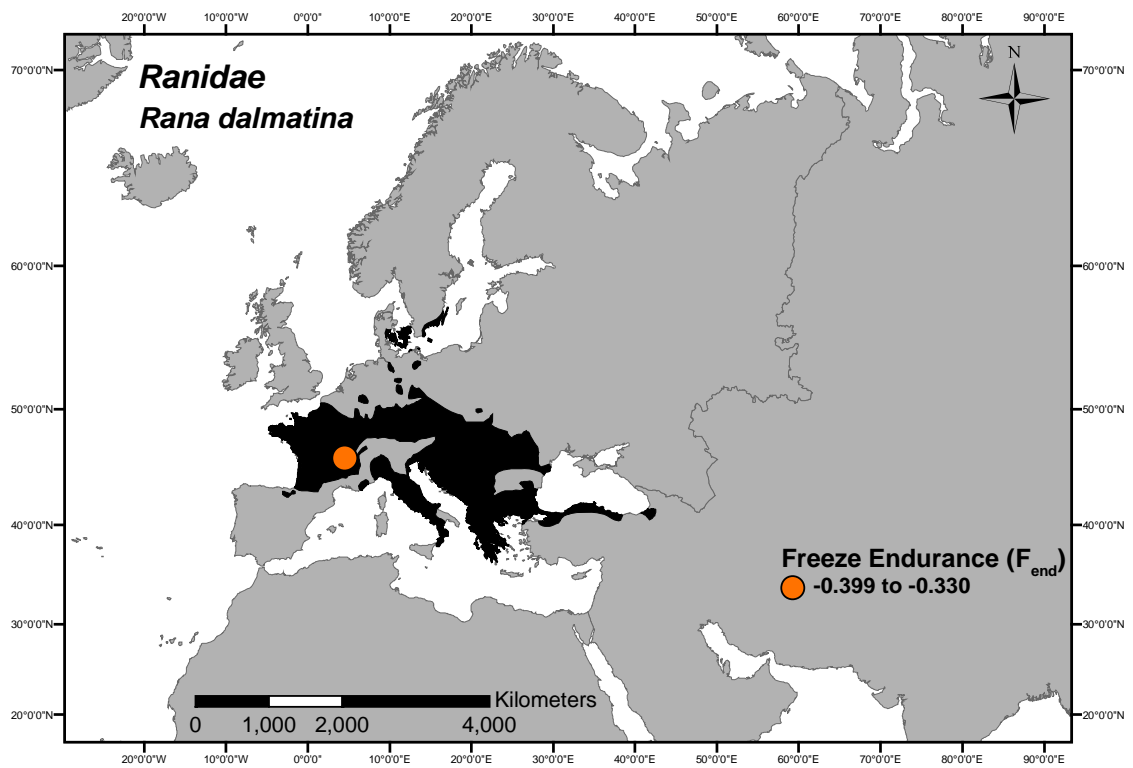 20°0'0"W 10°0'0"W 0°0'0" 10°0'0"E 20°0'0"E 30°0'0"E 40°0'0"E 50°0'0"E 60°0'0"E 70°0'0"E 80°0'0"E 90°0'0"E
Ranidae
Rana dalmatina
N
70°0'0"N 70°0'0"N
60°0'0"N 60°0'0"N
50°0'0"N 50°0'0"N
40°0'0"N 40°0'0"N
Freeze Endurance (Fend)
-0.399 to -0.330
30°0'0"N 30°0'0"N
Kilometers
20°0'0"N 20°0'0"N
0 1,000 2,000 4,000
20°0'0"W 10°0'0"W 0°0'0" 10°0'0"E 20°0'0"E 30°0'0"E 40°0'0"E 50°0'0"E 60°0'0"E 70°0'0"E 80°0'0"E 90°0'0"E